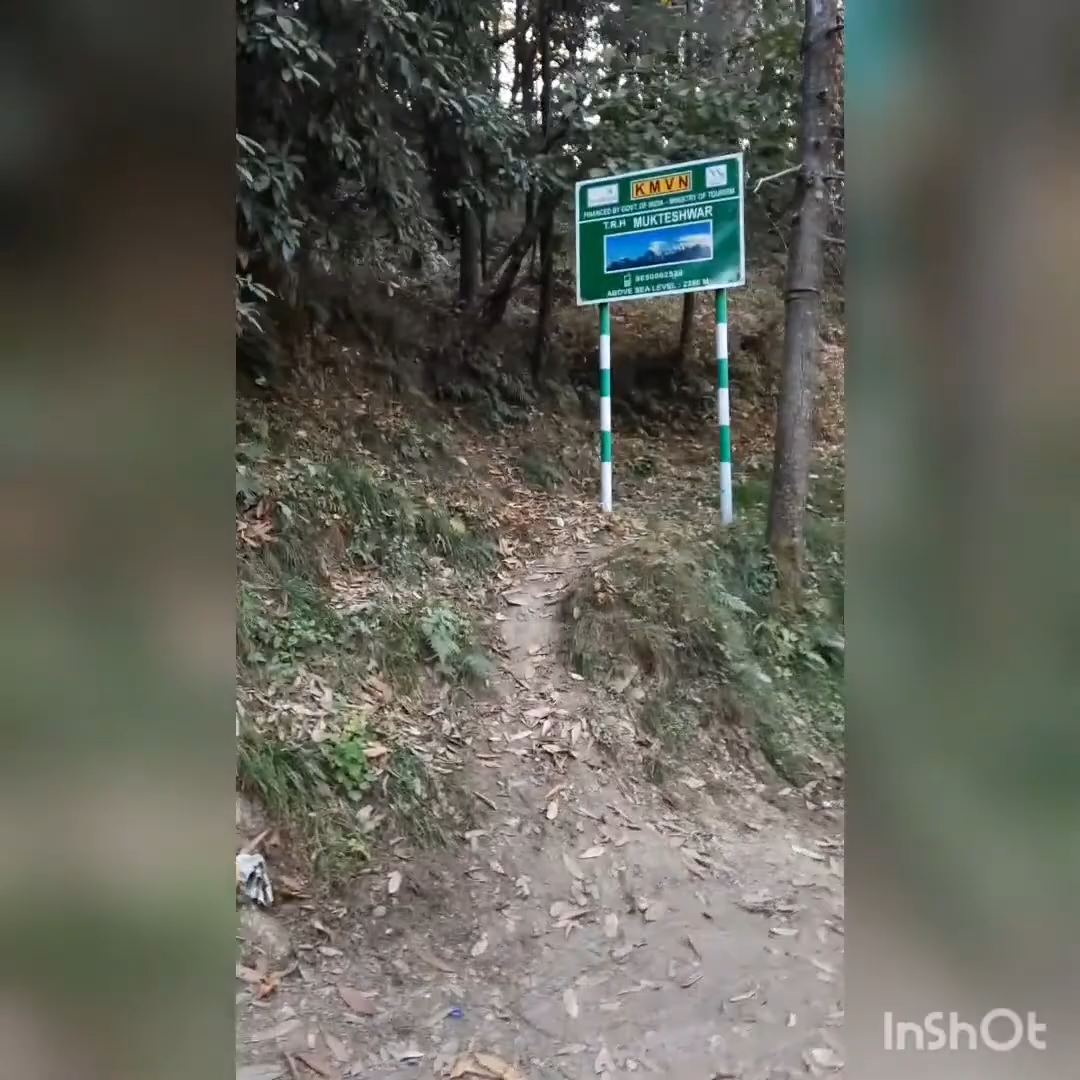 KMVN
FINANCED BY GOVT. OF INDIA - MINISTRY OF TOURISM
T.R.H MUKTESHWAR
ABOVE SEA LEVEL : 2286 M
InShOt